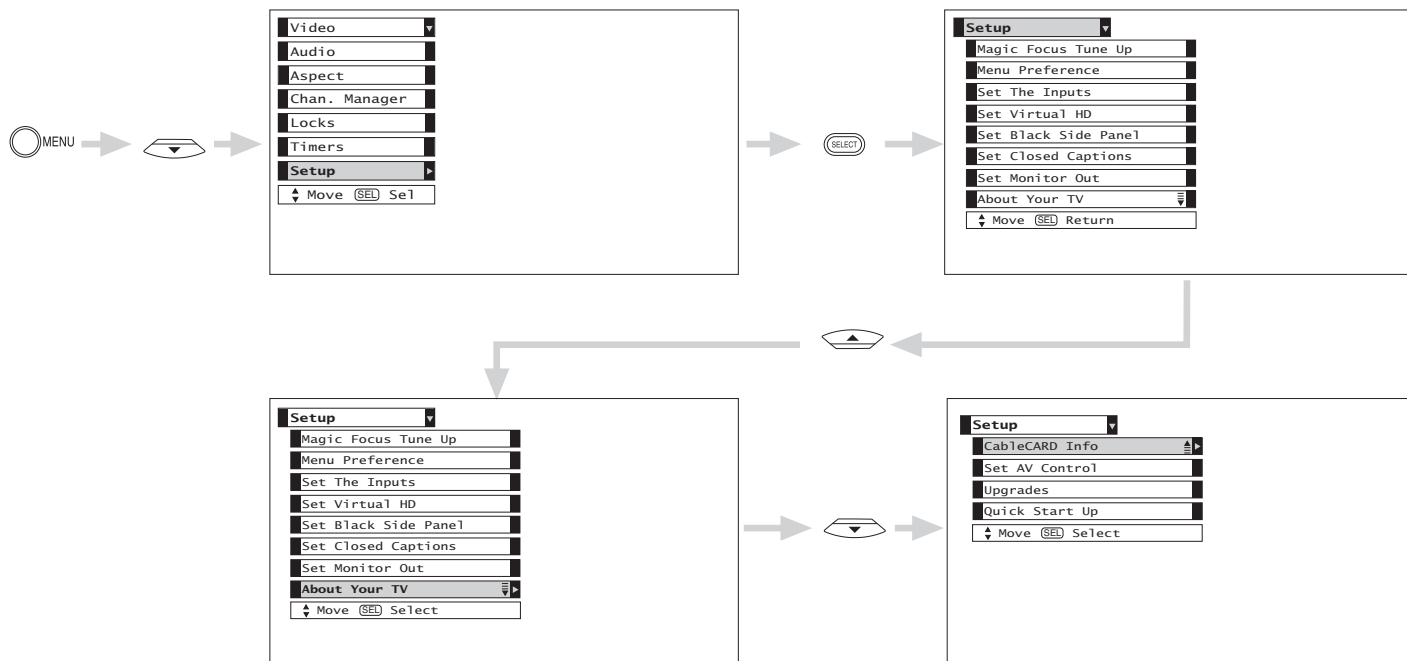 MENU
Video
Audio
Aspect
Chan. Manager
Locks
Timers
Setup
Move SEL Sel
SELECT
Setup
Magic Focus Tune Up
Menu Preference
Set The Inputs
Set Virtual HD
Set Black Side Panel
Set Closed Captions
Set Monitor Out
About Your TV
Move SEL Return
Setup
Magic Focus Tune Up
Menu Preference
Set The Inputs
Set Virtual HD
Set Black Side Panel
Set Closed Captions
Set Monitor Out
About Your TV
Move SEL Select
Setup
CableCARD Info
Set AV Control
Upgrades
Quick Start Up
Move SEL Select